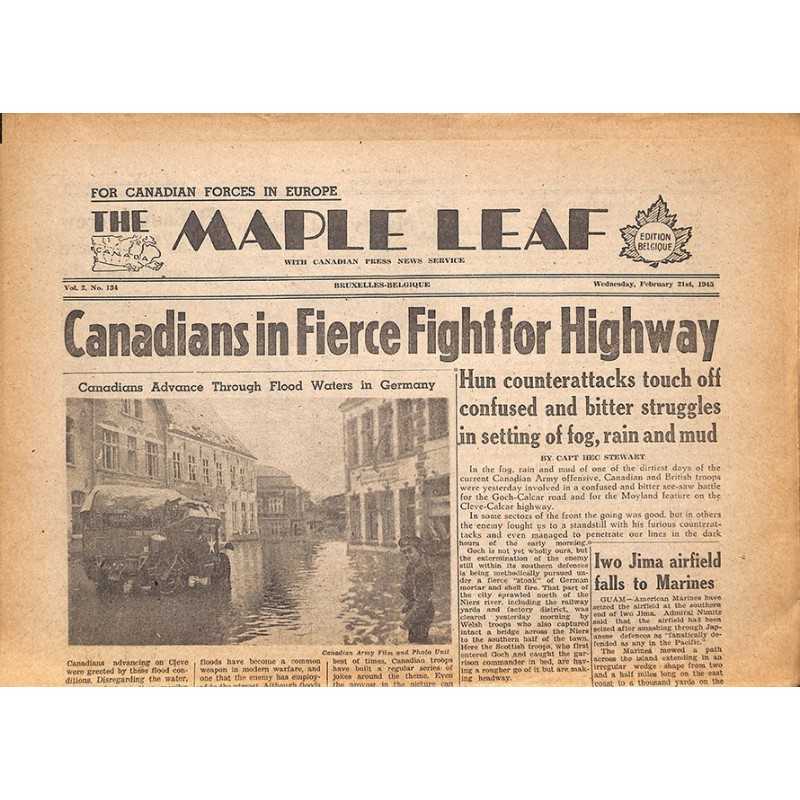 FOR CANADIAN FORCES IN EUROPE
THE MAPLE LEAF
CANADA
EDITION
BELGIQUE
WITH CANADIAN PRESS NEWS SERVICE
Vol. 2, No. 134
BRUXELLES-BELGIQUE
Wednesday, February 21st, 1945
Canadians in Fierce Fight for Highway
Canadians Advance Through Flood Waters in Germany
Canadian Army Film and Photo Unit
Canadians advancing on Cleve
were greeted by these flood con-
ditions. Disregarding the water,
floods have become a common
weapon in modern warfare, and
one that the enemy has employ-
ed to the utmost. Although floods
best of times, Canadian troops
have built a regular series of
jokes around the theme. Even
the provost in the picture can
Hun counterattacks touch off
confused and bitter struggles
in setting of fog, rain and mud
BY CAPT HEC STEWART
In the fog, rain and mud of one of the dirtiest days of the
current Canadian Army offensive, Canadian and British troops
were yesterday involved in a confused and bitter see-saw battle
for the Goch-Calcar road and for the Moyland feature on the
Cleve-Calcar highway.
In some sectors of the front the going was good, but in others
the enemy fought us to a standstill with his furious counterat-
tacks and even managed to penetrate our lines in the dark
hours of the early morning.
Goch is not yet wholly ours, but
the extermination of the enemy
still within its southern defences
is being methodically pursued un-
der a fierce "stonk" of German
mortar and shell fire. That part of
the city sprawled north of the
Niers river, including the railway
yards and factory district, was
cleared yesterday morning by
Welsh troops who also captured
intact a bridge across the Niers
to the southern half of the town.
Here the Scottish troops, who first
entered Goch and caught the gar-
rison commander in bed, are hav-
ing a rougher go of it but are mak-
ing headway.
Iwo Jima airfield
falls to Marines
GUAM—American Marines have
seized the airfield at the southern
end of Iwo Jima. Admiral Nimitz
said that the airfield had been
seized after smashing through Jap-
anese defences as "fanatically de-
fended as any in the Pacific."
The Marines mowed a path
across the island extending in an
irregular wedge shape from two
and a half miles long on the east
coast to a thousand yards on the